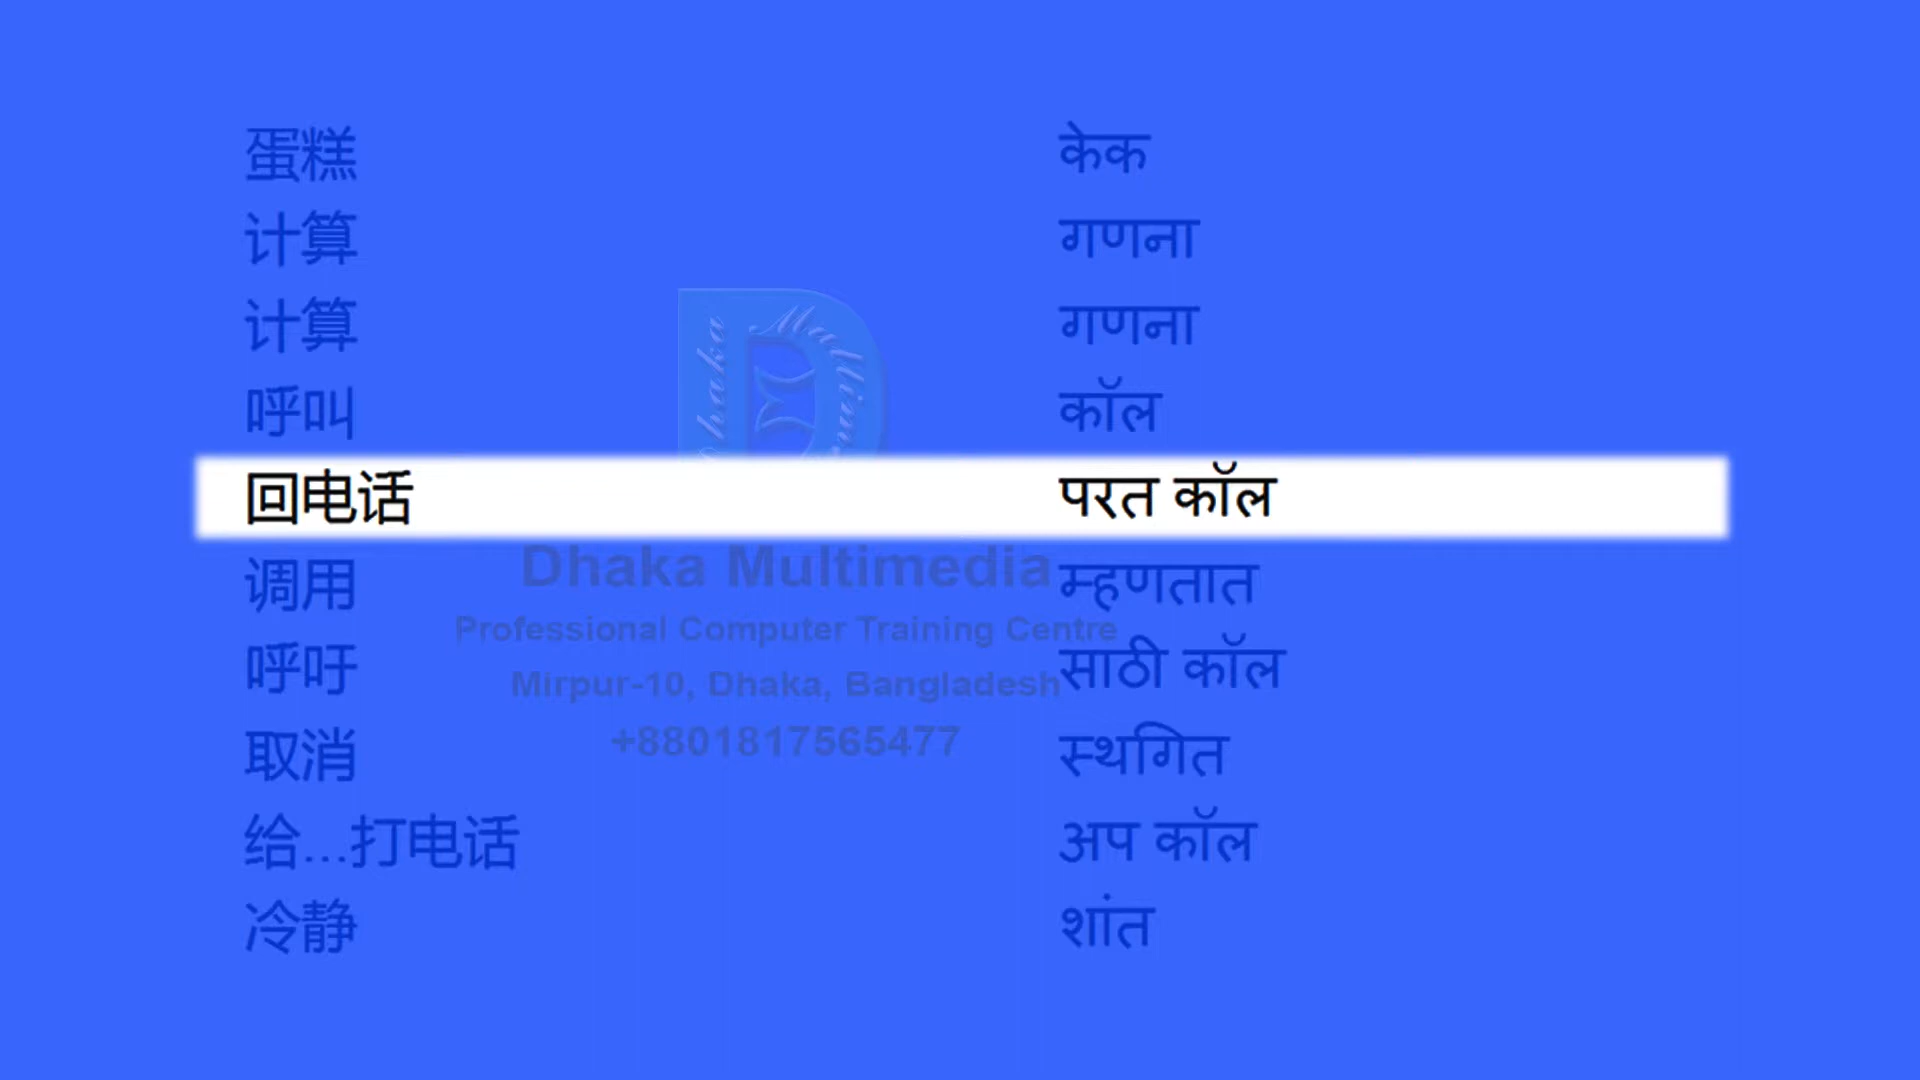 蛋糕 केक
计算 गणना
计算 गणना
呼叫 कॉल
回电话 परत कॉल
Dhaka Multimedia
调用 म्हणतात
Professional Computer Training Centre
呼吁 साठी कॉल
Mirpur-10, Dhaka, Bangladesh
取消 स्थगित
+8801817565477
给...打电话 अप कॉल
冷静 शांत